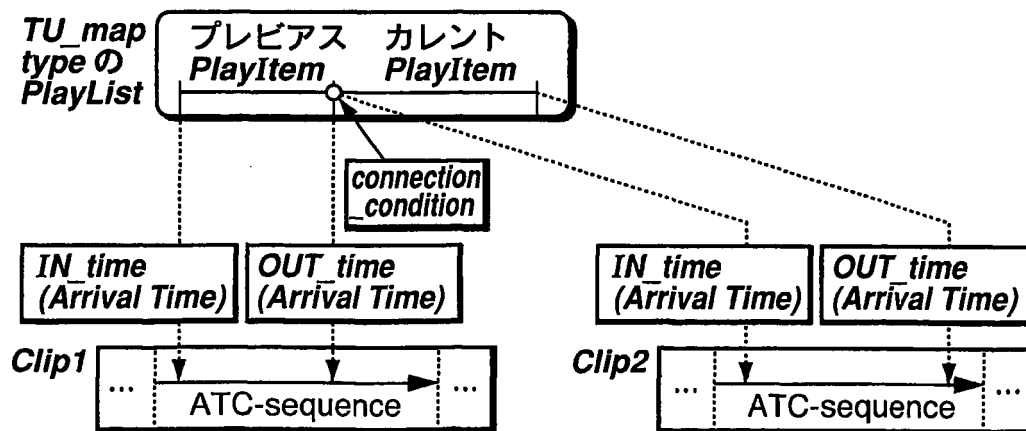 TU_map
type の
PlayList
プレビアス
PlayItem
カレント
PlayItem
connection
_condition
IN_time
(Arrival Time)
OUT_time
(Arrival Time)
IN_time
(Arrival Time)
OUT_time
(Arrival Time)
Clip1
...
ATC-sequence
...
Clip2
...
ATC-sequence
...